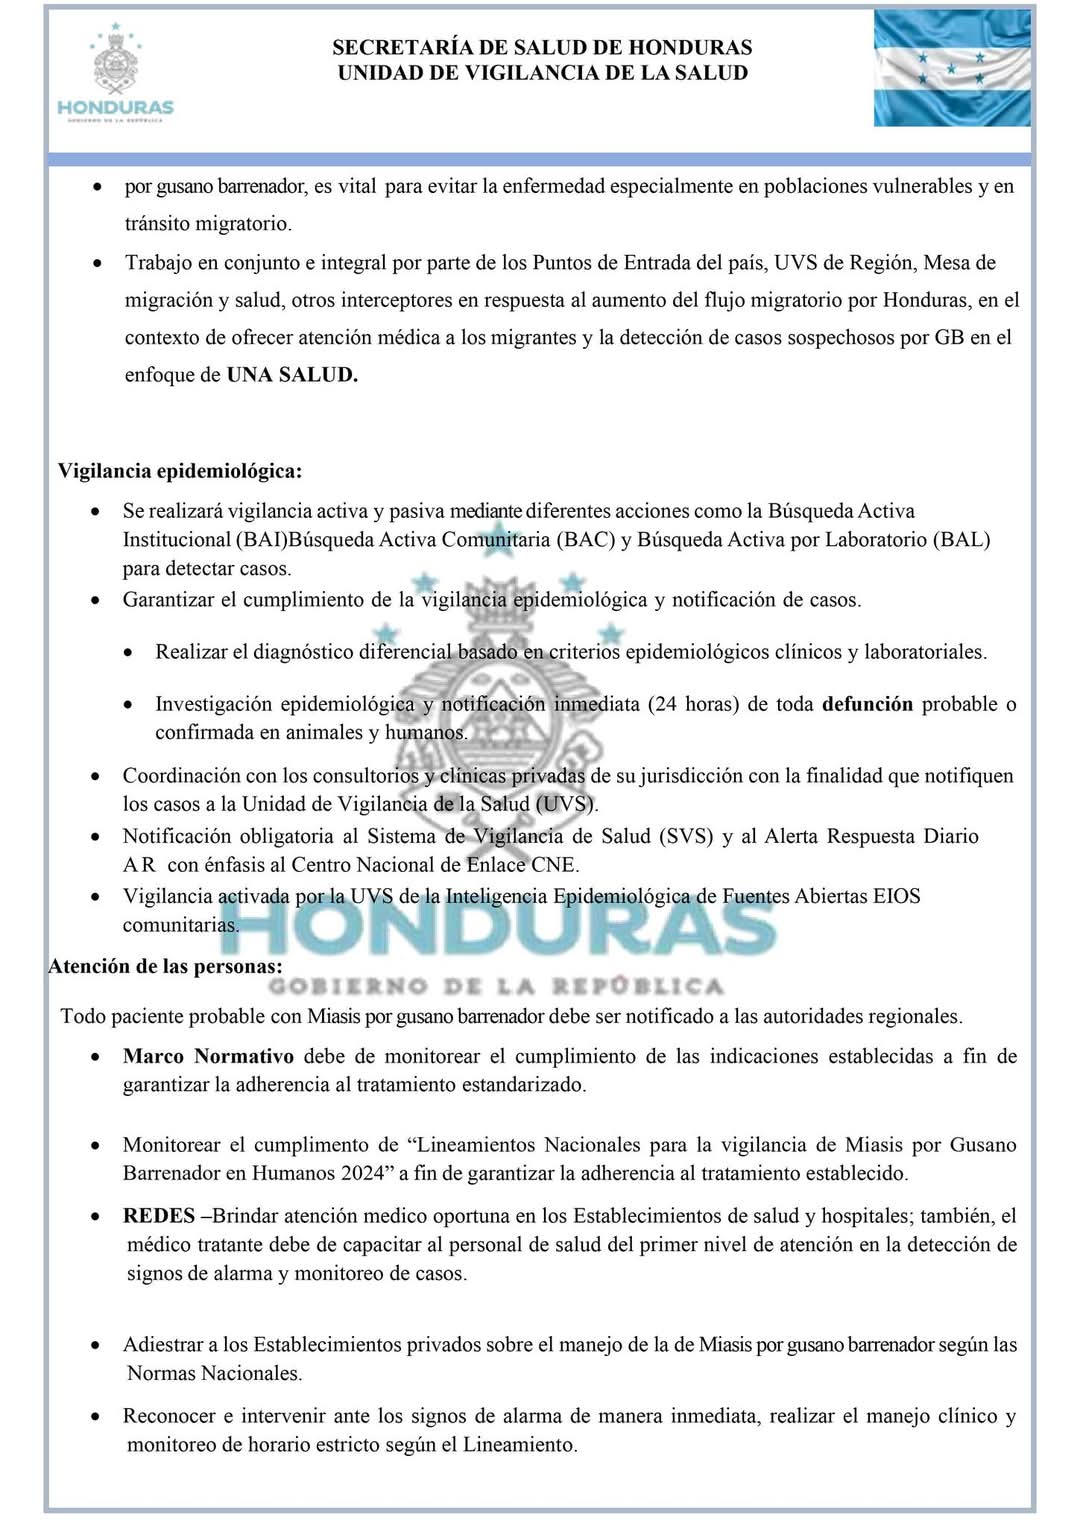 HONDURAS
GOBIERNO DE LA REPÚBLICA
SECRETARÍA DE SALUD DE HONDURAS
UNIDAD DE VIGILANCIA DE LA SALUD
• por gusano barrenador, es vital para evitar la enfermedad especialmente en poblaciones vulnerables y en
tránsito migratorio.
• Trabajo en conjunto e integral por parte de los Puntos de Entrada del país, UVS de Región, Mesa de
migración y salud, otros interceptores en respuesta al aumento del flujo migratorio por Honduras, en el
contexto de ofrecer atención médica a los migrantes y la detección de casos sospechosos por GB en el
enfoque de UNA SALUD.
Vigilancia epidemiológica:
• Se realizará vigilancia activa y pasiva mediante diferentes acciones como la Búsqueda Activa
Institucional (BAI)Búsqueda Activa Comunitaria (BAC) y Búsqueda Activa por Laboratorio (BAL)
para detectar casos.
• Garantizar el cumplimiento de la vigilancia epidemiológica y notificación de casos.
• Realizar el diagnóstico diferencial basado en criterios epidemiológicos clínicos y laboratoriales.
• Investigación epidemiológica y notificación inmediata (24 horas) de toda defunción probable o
confirmada en animales y humanos.
• Coordinación con los consultorios y clínicas privadas de su jurisdicción con la finalidad que notifiquen
los casos a la Unidad de Vigilancia de la Salud (UVS).
• Notificación obligatoria al Sistema de Vigilancia de Salud (SVS) y al Alerta Respuesta Diario
AR con énfasis al Centro Nacional de Enlace CNE.
• Vigilancia activada por la UVS de la Inteligencia Epidemiológica de Fuentes Abiertas EIOS
comunitarias.
HONDURAS
Atención de las personas:
GOBIERNO DE LA REPÚBLICA
Todo paciente probable con Miasis por gusano barrenador debe ser notificado a las autoridades regionales.
• Marco Normativo debe de monitorear el cumplimiento de las indicaciones establecidas a fin de
garantizar la adherencia al tratamiento estandarizado.
• Monitorear el cumplimento de “Lineamientos Nacionales para la vigilancia de Miasis por Gusano
Barrenador en Humanos 2024” a fin de garantizar la adherencia al tratamiento establecido.
• REDES –Brindar atención medico oportuna en los Establecimientos de salud y hospitales; también, el
médico tratante debe de capacitar al personal de salud del primer nivel de atención en la detección de
signos de alarma y monitoreo de casos.
• Adiestrar a los Establecimientos privados sobre el manejo de la de Miasis por gusano barrenador según las
Normas Nacionales.
• Reconocer e intervenir ante los signos de alarma de manera inmediata, realizar el manejo clínico y
monitoreo de horario estricto según el Lineamiento.